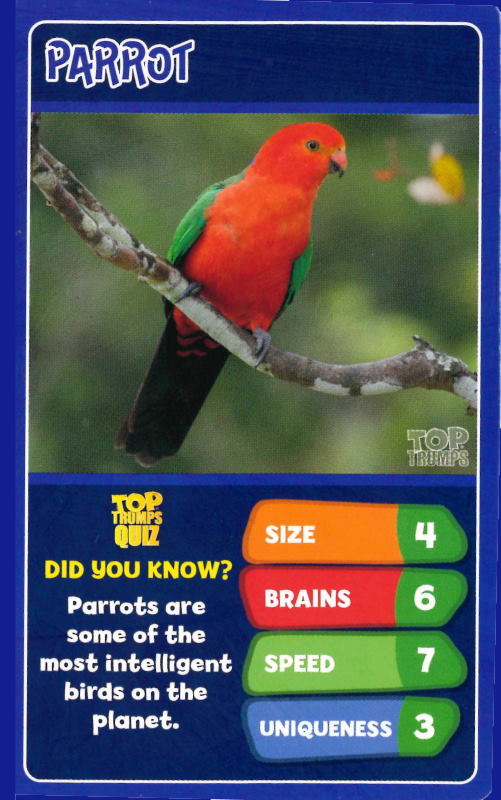 PARROT
TOP
TRUMPS
TOP
TRUMPS
QUIZ
DID YOU KNOW?
Parrots are
some of the
most intelligent
birds on the
planet.
SIZE 4
BRAINS 6
SPEED 7
UNIQUENESS 3